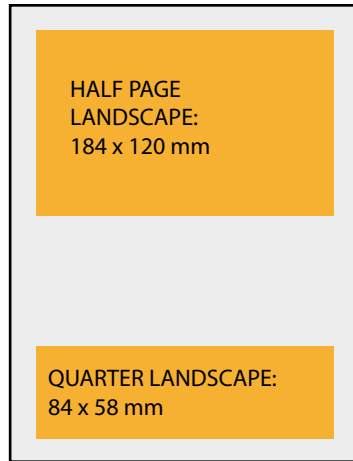 HALF PAGE
LANDSCAPE:
184 x 120 mm
QUARTER LANDSCAPE:
84 x 58 mm